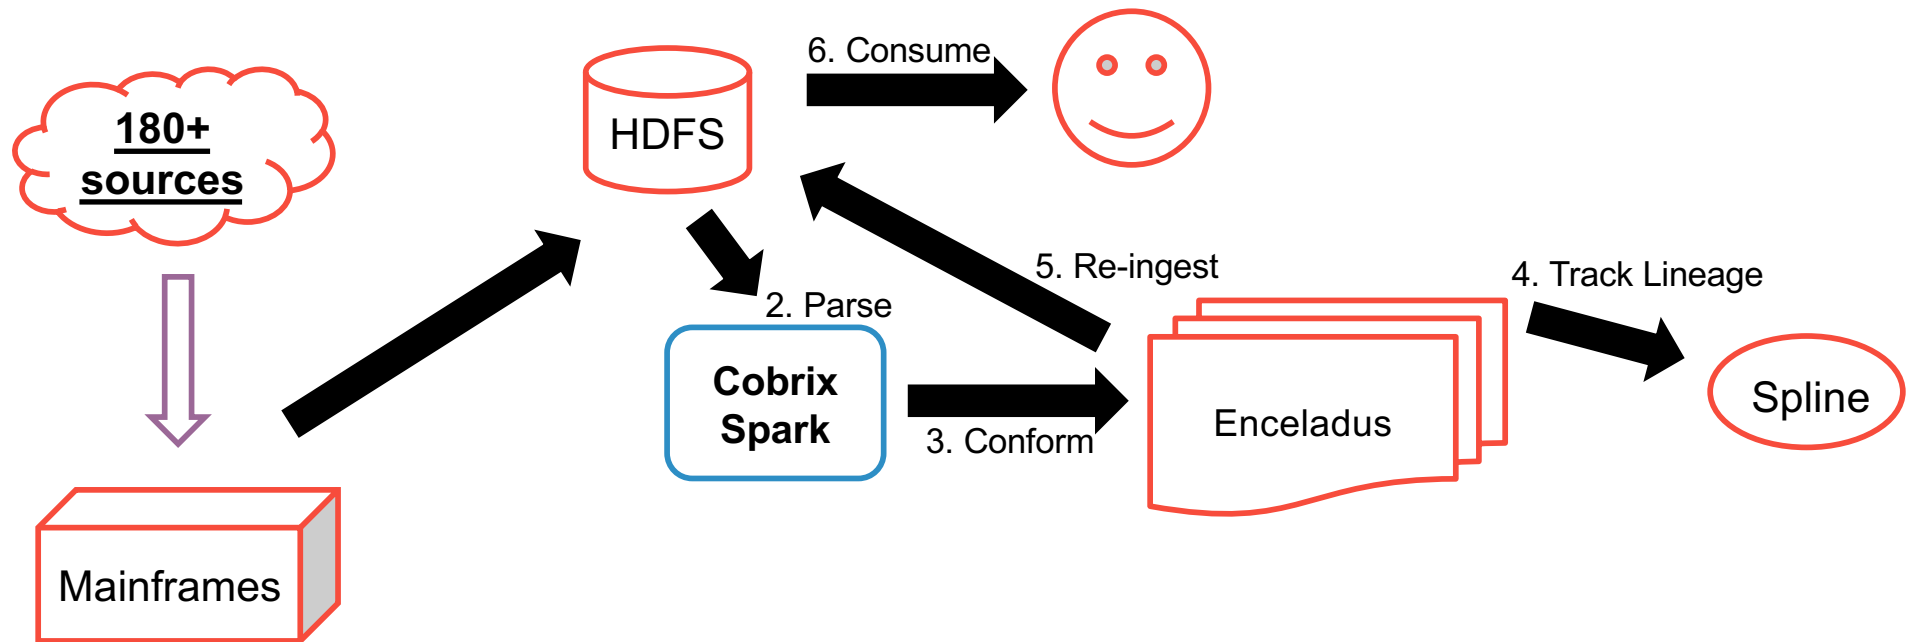 180+
sources
Mainframes
HDFS
6. Consume
2. Parse
Cobrix
Spark
3. Conform
5. Re-ingest
Enceladus
4. Track Lineage
Spline